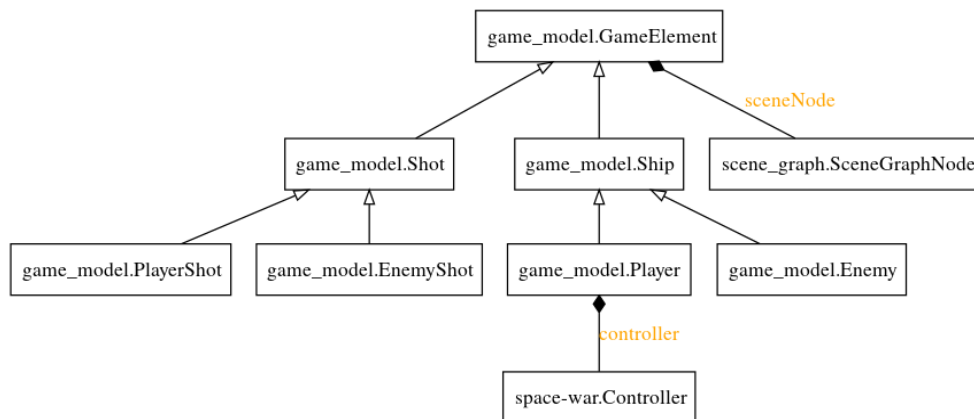 game_model.GameElement
sceneNode
game_model.Shot
game_model.Ship
scene_graph.SceneGraphNode
game_model.PlayerShot
game_model.EnemyShot
game_model.Player
game_model.Enemy
controller
space-war.Controller